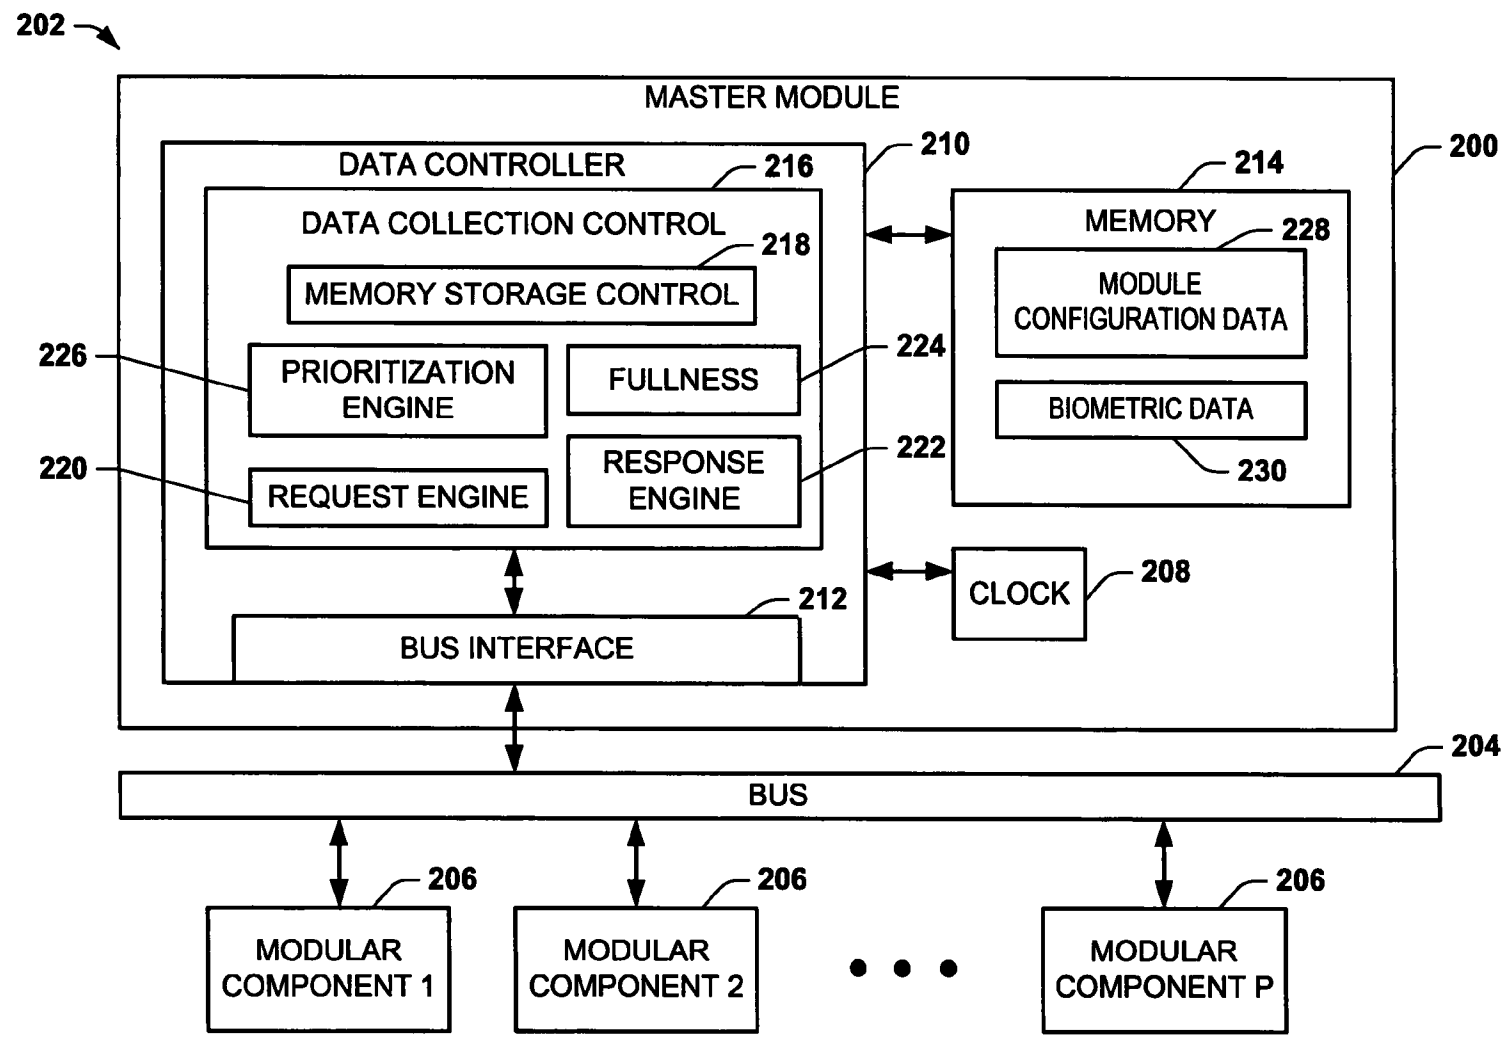 202
MASTER MODULE
200
DATA CONTROLLER
210
216
214
DATA COLLECTION CONTROL
MEMORY
218
228
MEMORY STORAGE CONTROL
MODULE
CONFIGURATION DATA
226
PRIORITIZATION
ENGINE
FULLNESS
224
BIOMETRIC DATA
230
220
REQUEST ENGINE
RESPONSE
ENGINE
222
CLOCK
208
212
BUS INTERFACE
204
BUS
206
206
206
MODULAR
COMPONENT 1
MODULAR
COMPONENT 2
MODULAR
COMPONENT P